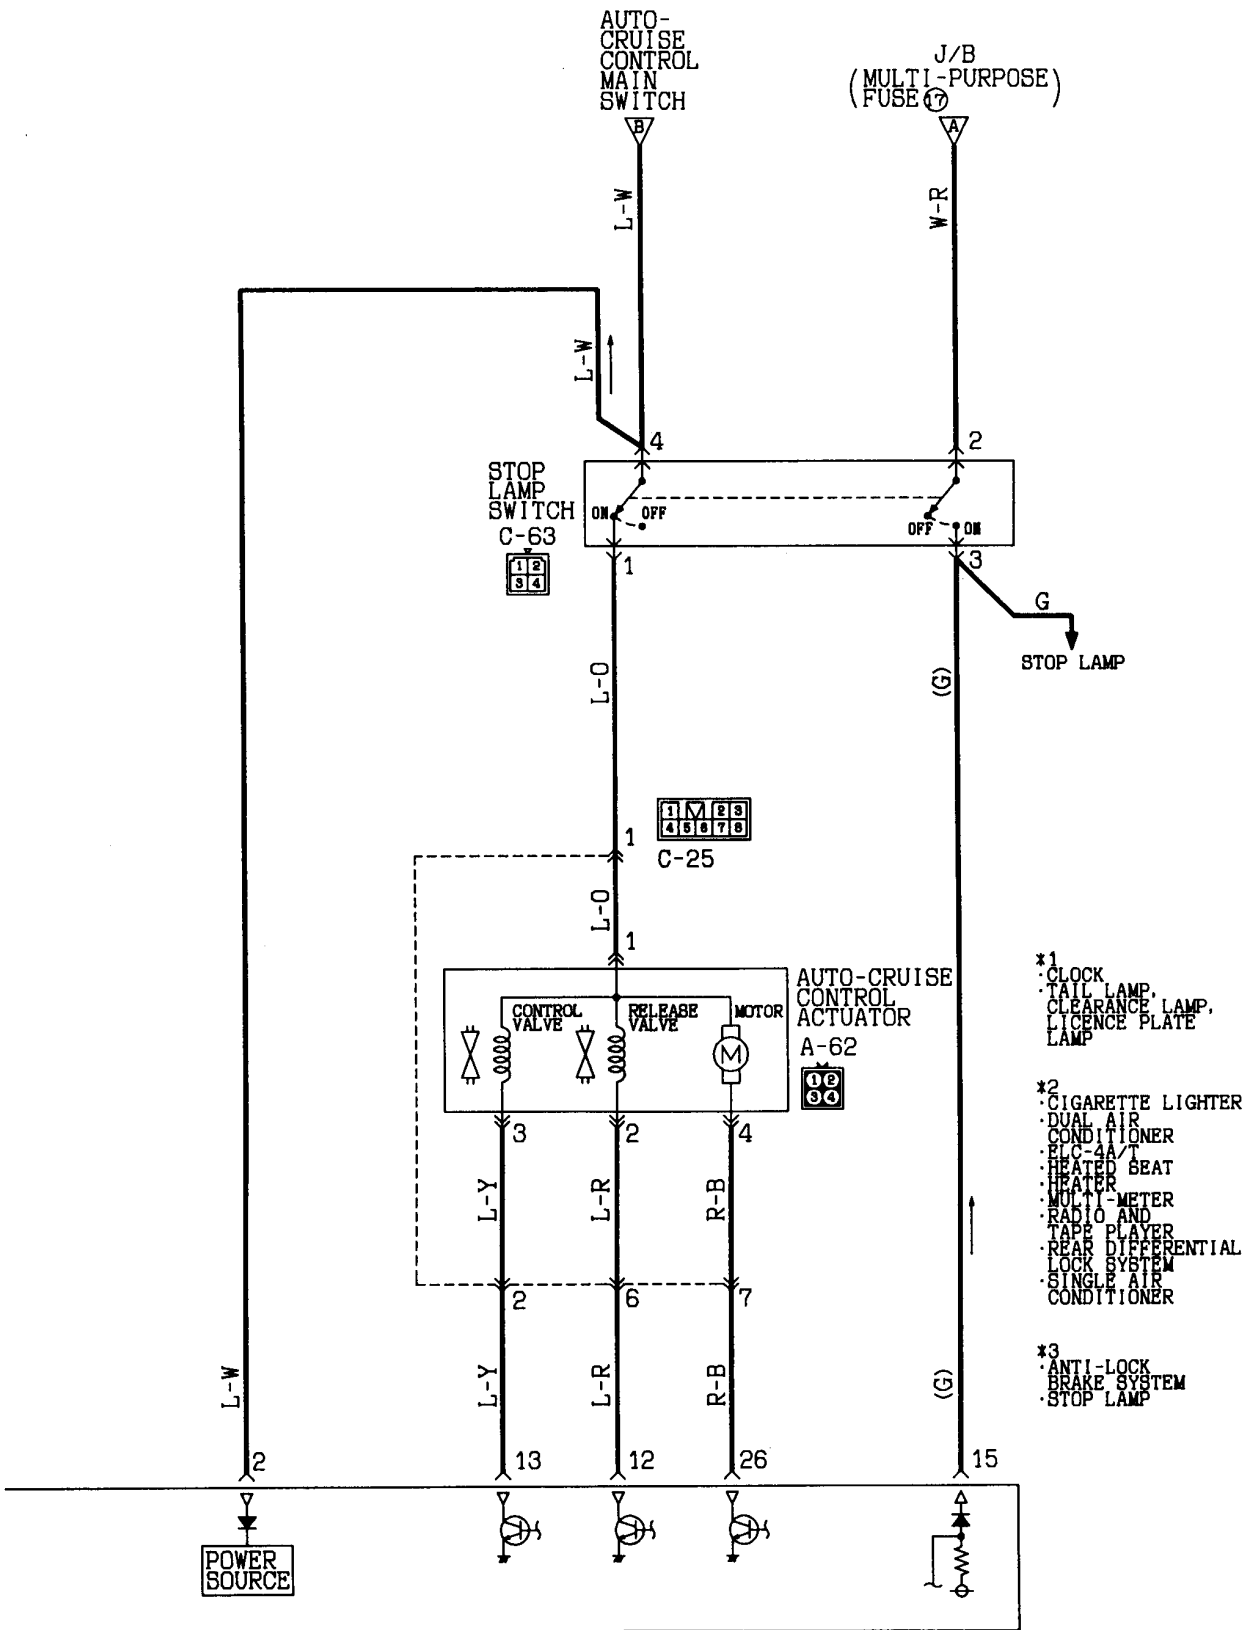 AUTO-
CRUISE
CONTROL
MAIN
SWITCH
J/B
(MULTI-PURPOSE)
(FUSE 17)
B
A
L-W
W-R
L-W
4
2
STOP
LAMP
SWITCH
C-63
ON
OFF
OFF
ON
1 2
3 4
1
3
G
STOP LAMP
L-O
(G)
1 2 3
4 5 6 7 8
1
C-25
L-O
1
CONTROL
VALVE
RELEASE
VALVE
MOTOR
M
AUTO-CRUISE
CONTROL
ACTUATOR
A-62
1 2
3 4
3
2
4
L-Y
L-R
R-B
2
6
7
L-W
L-Y
L-R
R-B
(G)
2
13
12
26
15
POWER
SOURCE
*1
·CLOCK
·TAIL LAMP,
CLEARANCE LAMP,
LICENCE PLATE
LAMP
*2
·CIGARETTE LIGHTER
·DUAL AIR
CONDITIONER
·ELC-4A/T
·HEATED SEAT
·HEATER
·MULTI-METER
·RADIO AND
TAPE PLAYER
·REAR DIFFERENTIAL
LOCK SYSTEM
·SINGLE AIR
CONDITIONER
*3
·ANTI-LOCK
BRAKE SYSTEM
·STOP LAMP